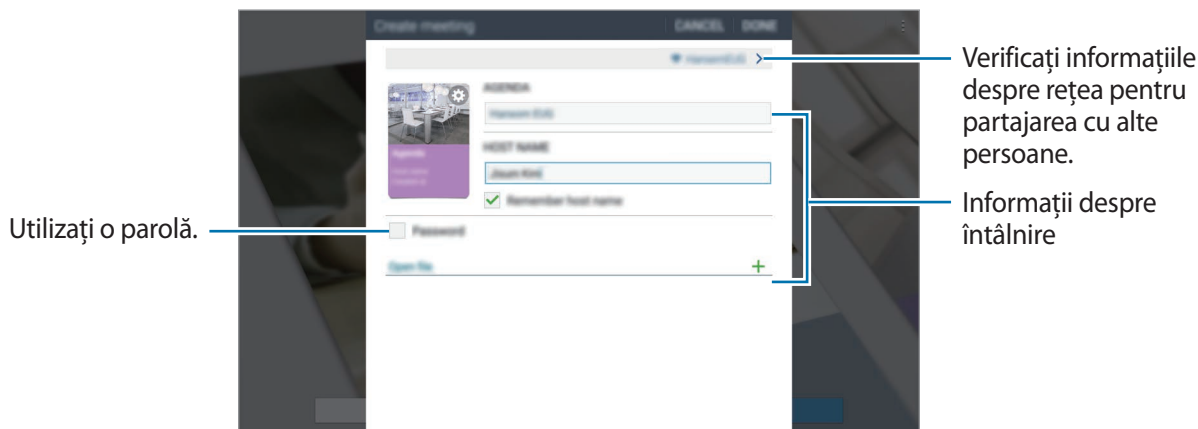 Create meeting CANCEL DONE
AGENDA
HOST NAME
Remember host name
Password
Open file
Utilizați o parolă.
Verificați informațiile
despre rețea pentru
partajarea cu alte
persoane.
Informații despre
întâlnire